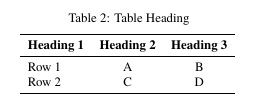 Table 2: Table Heading
Heading 1 Heading 2 Heading 3
Row 1 A B
Row 2 C D